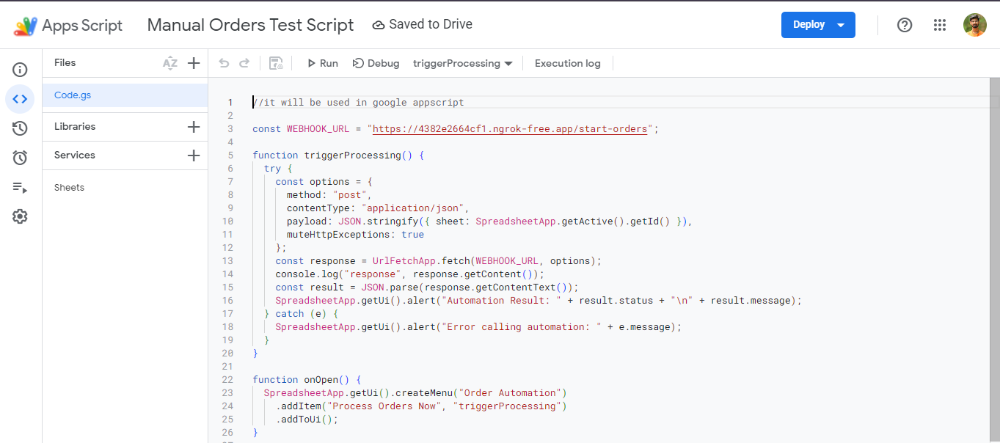 Apps Script
Manual Orders Test Script
Saved to Drive
Deploy
Files
AZ
Run
Debug
triggerProcessing
Execution log
Code.gs
Libraries
Services
Sheets
1 //it will be used in google appscript
2
3 const WEBHOOK_URL = "https://4382e2664cf1.ngrok-free.app/start-orders";
4
5 function triggerProcessing() {
6 try {
7 const options = {
8 method: "post",
9 contentType: "application/json",
10 payload: JSON.stringify({ sheet: SpreadsheetApp.getActive().getId() }),
11 muteHttpExceptions: true
12 };
13 const response = UrlFetchApp.fetch(WEBHOOK_URL, options);
14 console.log("response", response.getContent());
15 const result = JSON.parse(response.getContentText());
16 SpreadsheetApp.getUi().alert("Automation Result: " + result.status + "\n" + result.message);
17 } catch (e) {
18 SpreadsheetApp.getUi().alert("Error calling automation: " + e.message);
19 }
20 }
21
22 function onOpen() {
23 SpreadsheetApp.getUi().createMenu("Order Automation")
24 .addItem("Process Orders Now", "triggerProcessing")
25 .addToUi();
26 }